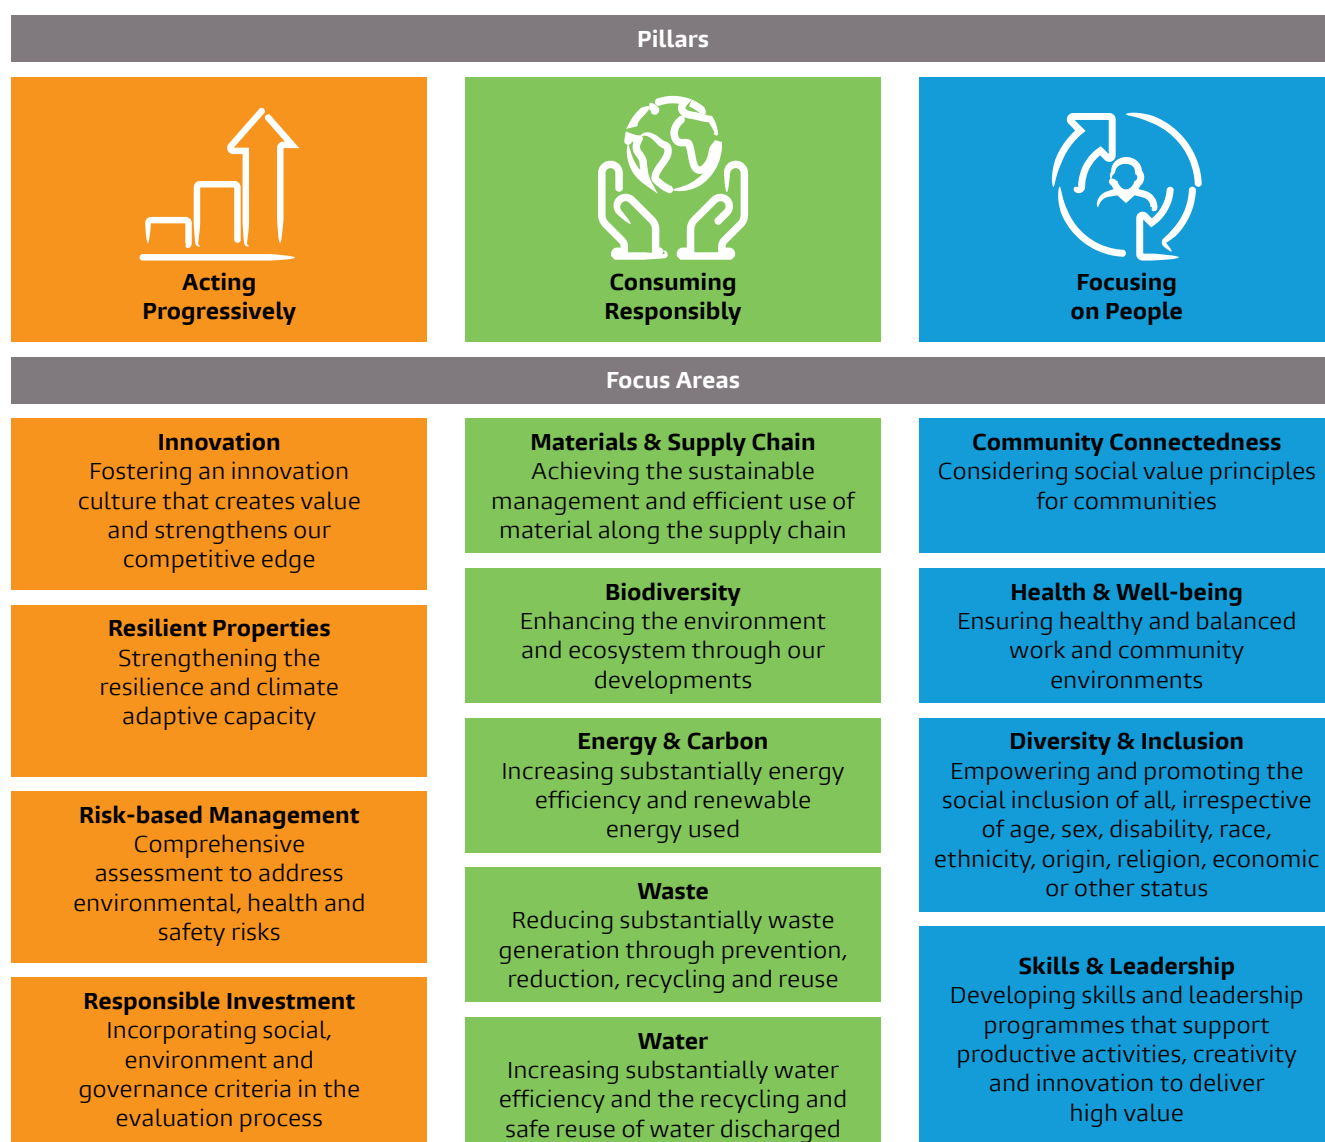 Pillars
Acting
Progressively
Consuming
Responsibly
Focusing
on People
Focus Areas
Innovation
Fostering an innovation
culture that creates value
and strengthens our
competitive edge
Resilient Properties
Strengthening the
resilience and climate
adaptive capacity
Risk-based Management
Comprehensive
assessment to address
environmental, health and
safety risks
Responsible Investment
Incorporating social,
environment and
governance criteria in the
evaluation process
Materials & Supply Chain
Achieving the sustainable
management and efficient use of
material along the supply chain
Biodiversity
Enhancing the environment
and ecosystem through our
developments
Energy & Carbon
Increasing substantially energy
efficiency and renewable
energy used
Waste
Reducing substantially waste
generation through prevention,
reduction, recycling and reuse
Water
Increasing substantially water
efficiency and the recycling and
safe reuse of water discharged
Community Connectedness
Considering social value principles
for communities
Health & Well-being
Ensuring healthy and balanced
work and community
environments
Diversity & Inclusion
Empowering and promoting the
social inclusion of all, irrespective
of age, sex, disability, race,
ethnicity, origin, religion, economic
or other status
Skills & Leadership
Developing skills and leadership
programmes that support
productive activities, creativity
and innovation to deliver
high value